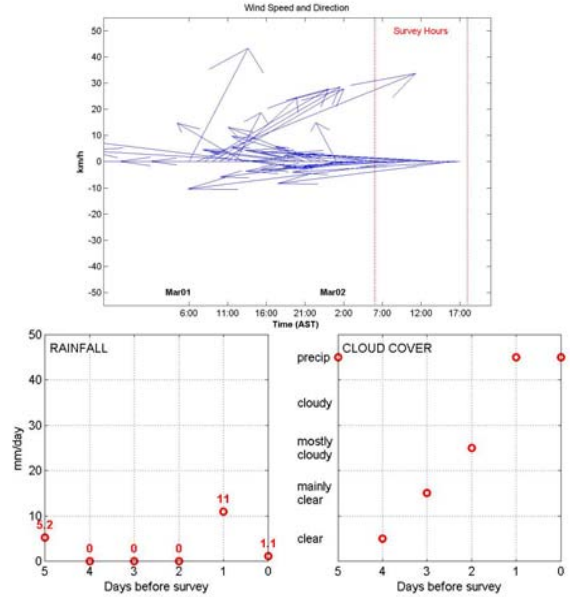 Wind Speed and Direction
Survey Hours
50
40
30
20
10
0
-10
-20
-30
-40
-50
km/h
Mar01
Mar02
6:00 11:00 16:00 21:00 2:00 7:00 12:00 17:00
Time (AST)
RAINFALL
50
40
30
20
10
0
mm/day
5.2
0
0
0
11
1.1
5 4 3 2 1 0
Days before survey
CLOUD COVER
precip
cloudy
mostly
cloudy
mainly
clear
clear
5 4 3 2 1 0
Days before survey